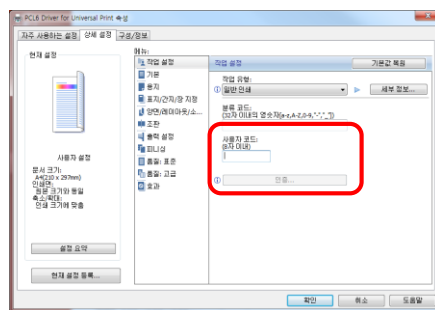 PCL6 Driver for Universal Print 속성
자주 사용하는 설정 상세 설정 구성/정보
현재 설정
메뉴:
작업 설정
기본
용지
표지/간지/장 지정
양면/레이아웃/소...
조판
출력 설정
피니싱
품질: 표준
품질: 고급
효과
사용자 설정
문서 크기:
A4(210 x 297mm)
인쇄면:
원본 크기와 동일
축소/확대:
인쇄 크기에 맞춤
설정 요약
현재 설정 등록...
작업 설정 기본값 복원
작업 유형:
일반 인쇄 세부 정보...
분류 코드:
(32자 이내의 영숫자[a-z,A-Z,0-9,"-","_"])
사용자 코드:
(8자 이내)
인증...
확인 취소 도움말